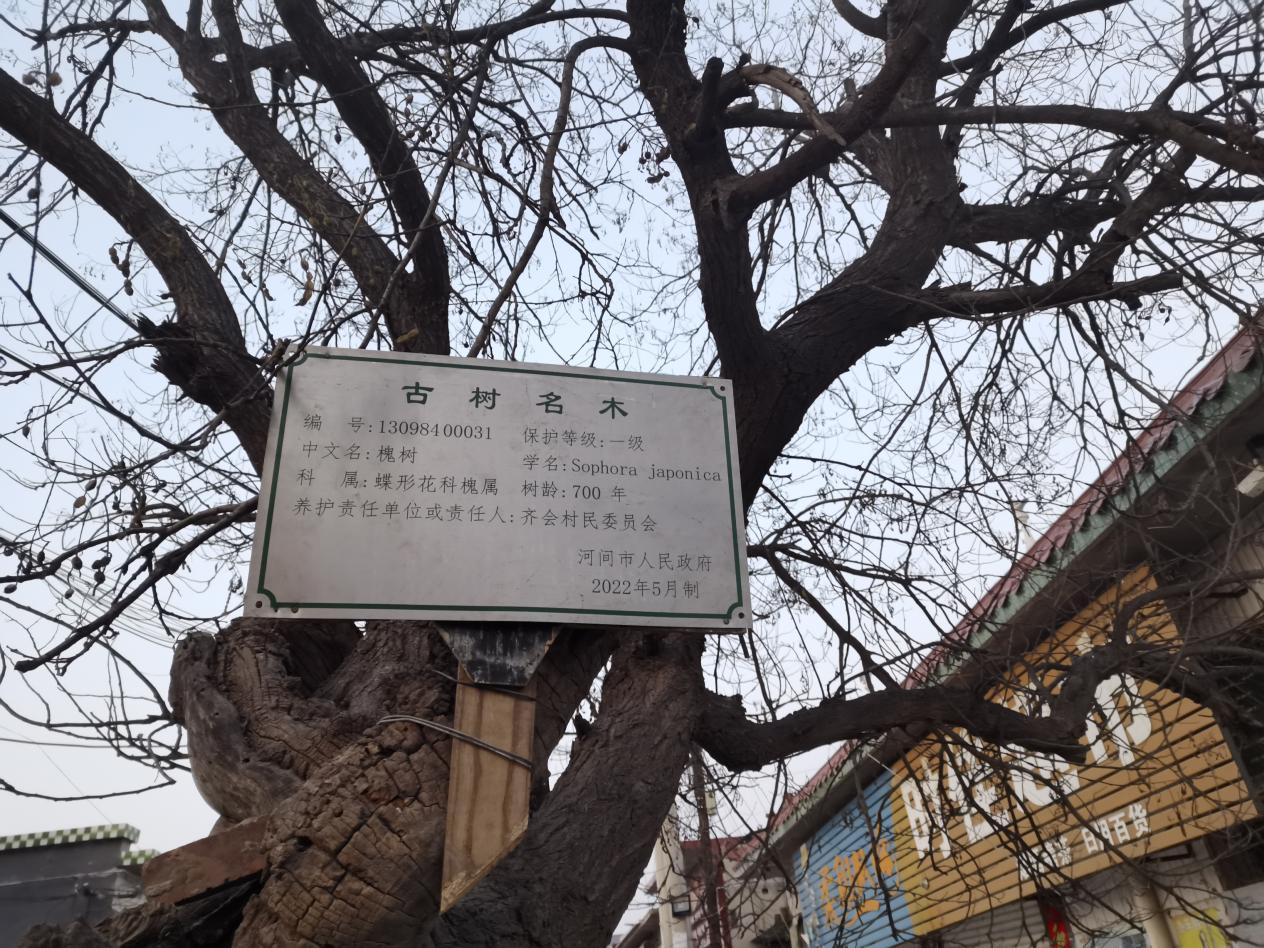 古树名木
编 号:13098400031 保护等级:一级
中文名:槐树 学名:Sophora japonica
科 属:蝶形花科槐属 树龄:700 年
养护责任单位或责任人:齐会村民委员会
河间市人民政府
2022年5月制
日用百货